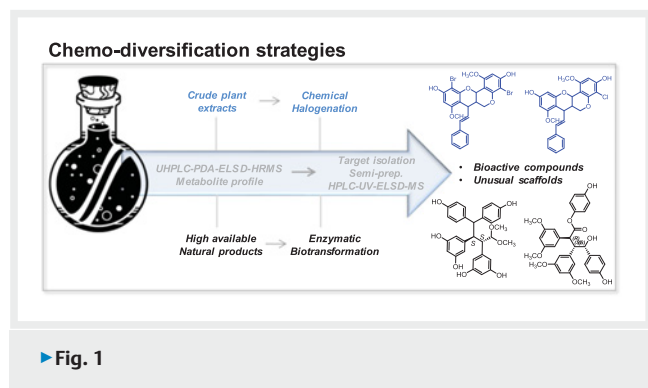 Chemo-diversification strategies
Crude plant
extracts
Chemical
Halogenation
UHPLC-PDA-ELSD-HRMS
Metabolite profile
Target isolation
Semi-prep.
HPLC-UV-ELSD-MS
High available
Natural products
Enzymatic
Biotransformation
Br
H₃CO
OH
HO
O
O
Br
OCH₃
H₃CO
OH
HO
O
O
Cl
OCH₃
• Bioactive compounds
• Unusual scaffolds
HO
OH
OCH₃
HO
S
S
OCH₃
OH
HO
OH
OH
O
H₃CO
O
OH
H₃CO
H₃CO
OCH₃
OH
►Fig. 1